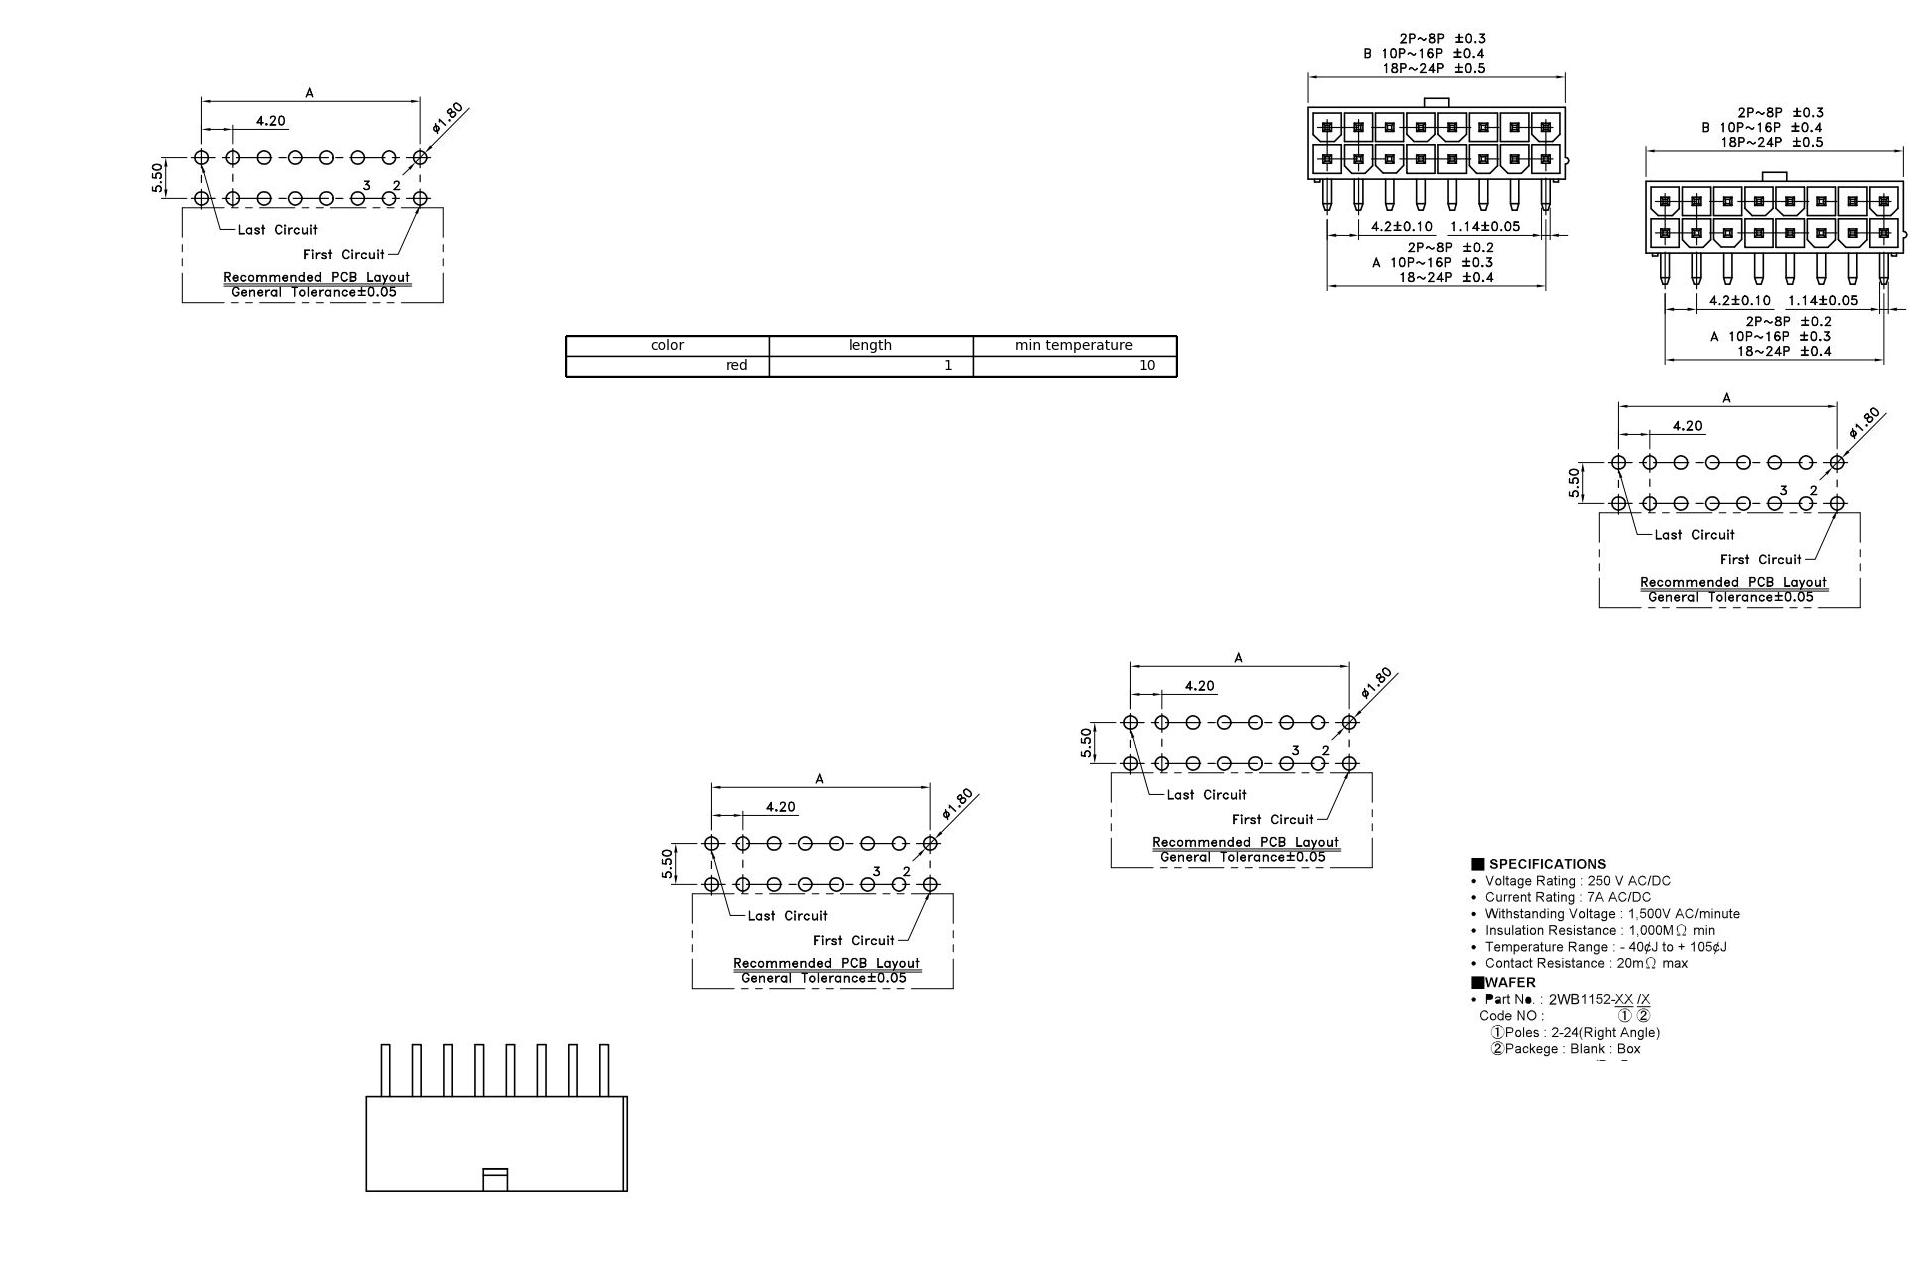 A
4.20
ø1.80
5.50
3 2
Last Circuit
First Circuit
Recommended PCB Layout
General Tolerance±0.05
2P~8P ±0.3
B 10P~16P ±0.4
18P~24P ±0.5
4.2±0.10 1.14±0.05
2P~8P ±0.2
A 10P~16P ±0.3
18~24P ±0.4
2P~8P ±0.3
B 10P~16P ±0.4
18P~24P ±0.5
4.2±0.10 1.14±0.05
2P~8P ±0.2
A 10P~16P ±0.3
18~24P ±0.4
color length min temperature
red 1 10
A
4.20
ø1.80
5.50
3 2
Last Circuit
First Circuit
Recommended PCB Layout
General Tolerance±0.05
A
4.20
ø1.80
5.50
3 2
Last Circuit
First Circuit
Recommended PCB Layout
General Tolerance±0.05
A
4.20
ø1.80
5.50
3 2
Last Circuit
First Circuit
Recommended PCB Layout
General Tolerance±0.05
■ SPECIFICATIONS
• Voltage Rating : 250 V AC/DC
• Current Rating : 7A AC/DC
• Withstanding Voltage : 1,500V AC/minute
• Insulation Resistance : 1,000MΩ min
• Temperature Range : - 40¢J to + 105¢J
• Contact Resistance : 20mΩ max
■WAFER
• Part No. : 2WB1152-XX /X
Code NO : ① ②
①Poles : 2-24(Right Angle)
②Packege : Blank : Box